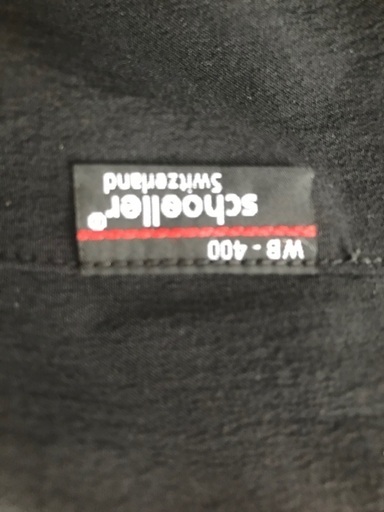 WB - 400
schoeller®
Switzerland